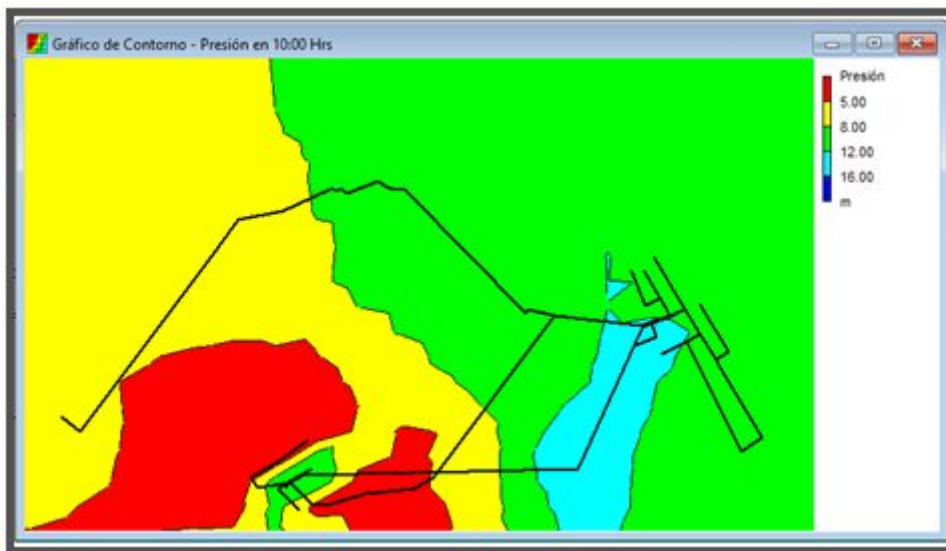 Gráfico de Contorno - Presión en 10:00 Hrs
Presión
5.00
8.00
12.00
16.00
m